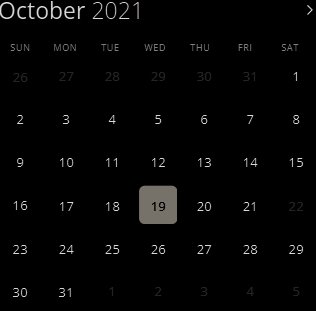 October 2021
SUN MON TUE WED THU FRI SAT
26 27 28 29 30 31 1
2 3 4 5 6 7 8
9 10 11 12 13 14 15
16 17 18 19 20 21 22
23 24 25 26 27 28 29
30 31 1 2 3 4 5